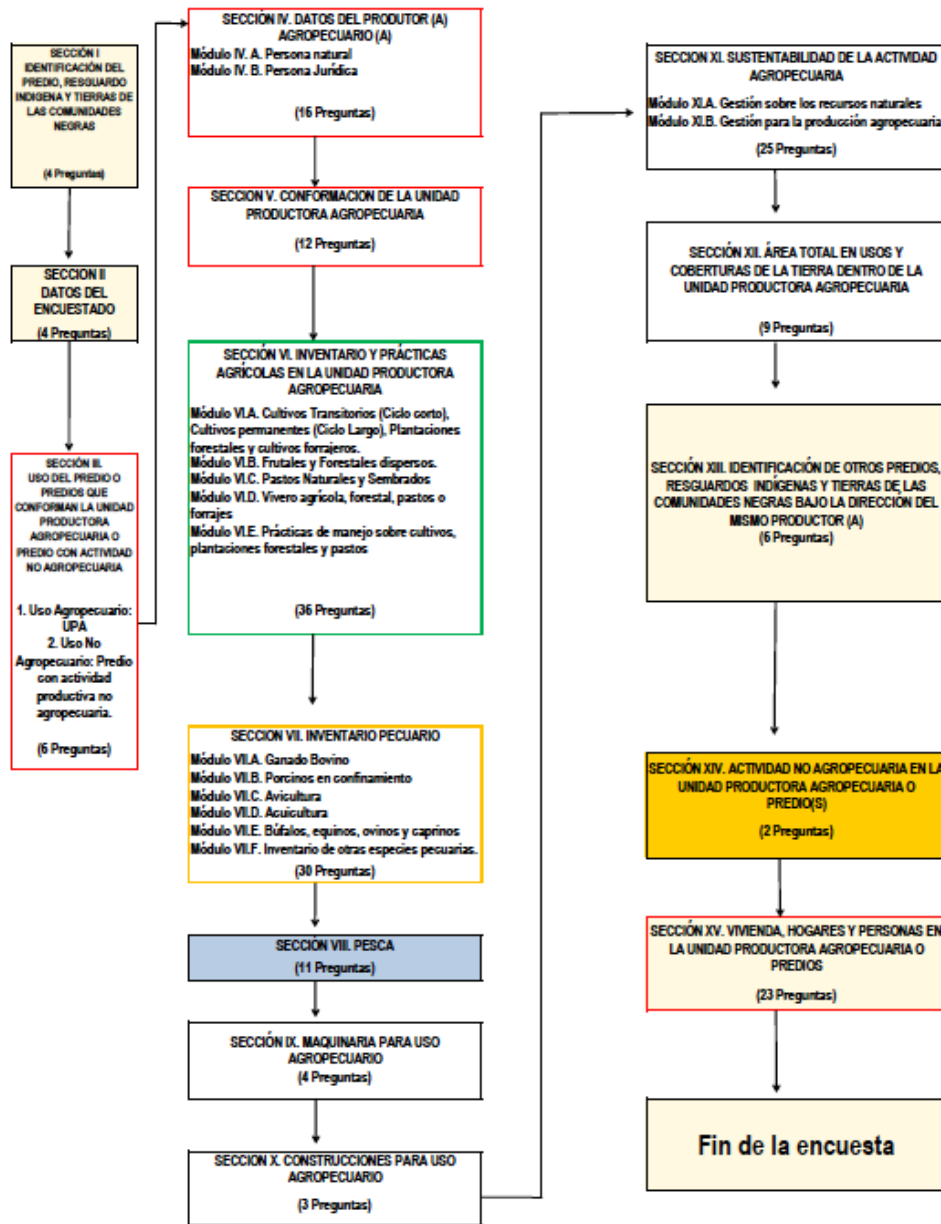 SECCIÓN I
IDENTIFICACIÓN DEL
PREDIO, RESGUARDO
INDIGENA Y TIERRAS DE
LAS COMUNIDADES
NEGRAS
(4 Preguntas)
SECCION II
DATOS DEL
ENCUESTADO
(4 Preguntas)
SECCIÓN III.
USO DEL PREDIO O
PREDIOS QUE
CONFORMAN LA UNIDAD
PRODUCTORA
AGROPECUARIA O
PREDIO CON ACTIVIDAD
NO AGROPECUARIA
1. Uso Agropecuario:
UPA
2. Uso No
Agropecuario: Predio
con actividad
productiva no
agropecuaria.
(6 Preguntas)
SECCIÓN IV. DATOS DEL PRODUTOR (A)
AGROPECUARIO (A)
Módulo IV. A. Persona natural
Módulo IV. B. Persona Jurídica
(16 Preguntas)
SECCION V. CONFORMACION DE LA UNIDAD
PRODUCTORA AGROPECUARIA
(12 Preguntas)
SECCIÓN VI. INVENTARIO Y PRÁCTICAS
AGRÍCOLAS EN LA UNIDAD PRODUCTORA
AGROPECUARIA
Módulo VI.A. Cultivos Transitorios (Ciclo corto),
Cultivos permanentes (Ciclo Largo), Plantaciones
forestales y cultivos forrajeros.
Módulo VI.B. Frutales y Forestales dispersos.
Módulo VI.C. Pastos Naturales y Sembrados
Módulo VI.D. Vivero agrícola, forestal, pastos o
forrajes
Módulo VI.E. Prácticas de manejo sobre cultivos,
plantaciones forestales y pastos
(36 Preguntas)
SECCION VII. INVENTARIO PECUARIO
Módulo VII.A. Ganado Bovino
Módulo VII.B. Porcinos en confinamiento
Módulo VII.C. Avicultura
Módulo VII.D. Acuicultura
Módulo VII.E. Búfalos, equinos, ovinos y caprinos
Módulo VII.F. Inventario de otras especies pecuarias.
(30 Preguntas)
SECCIÓN VIII. PESCA
(11 Preguntas)
SECCIÓN IX. MAQUINARIA PARA USO
AGROPECUARIO
(4 Preguntas)
SECCION X. CONSTRUCCIONES PARA USO
AGROPECUARIO
(3 Preguntas)
SECCION XI. SUSTENTABILIDAD DE LA ACTIVIDAD
AGROPECUARIA
Módulo XI.A. Gestión sobre los recursos naturales
Módulo XI.B. Gestión para la producción agropecuaria
(25 Preguntas)
SECCIÓN XII. ÁREA TOTAL EN USOS Y
COBERTURAS DE LA TIERRA DENTRO DE LA
UNIDAD PRODUCTORA AGROPECUARIA
(9 Preguntas)
SECCIÓN XIII. IDENTIFICACIÓN DE OTROS PREDIOS,
RESGUARDOS INDÍGENAS Y TIERRAS DE LAS
COMUNIDADES NEGRAS BAJO LA DIRECCIÓN DEL
MISMO PRODUCTOR (A)
(6 Preguntas)
SECCIÓN XIV. ACTIVIDAD NO AGROPECUARIA EN LA
UNIDAD PRODUCTORA AGROPECUARIA O
PREDIO(S)
(2 Preguntas)
SECCIÓN XV. VIVIENDA, HOGARES Y PERSONAS EN
LA UNIDAD PRODUCTORA AGROPECUARIA O
PREDIOS
(23 Preguntas)
Fin de la encuesta